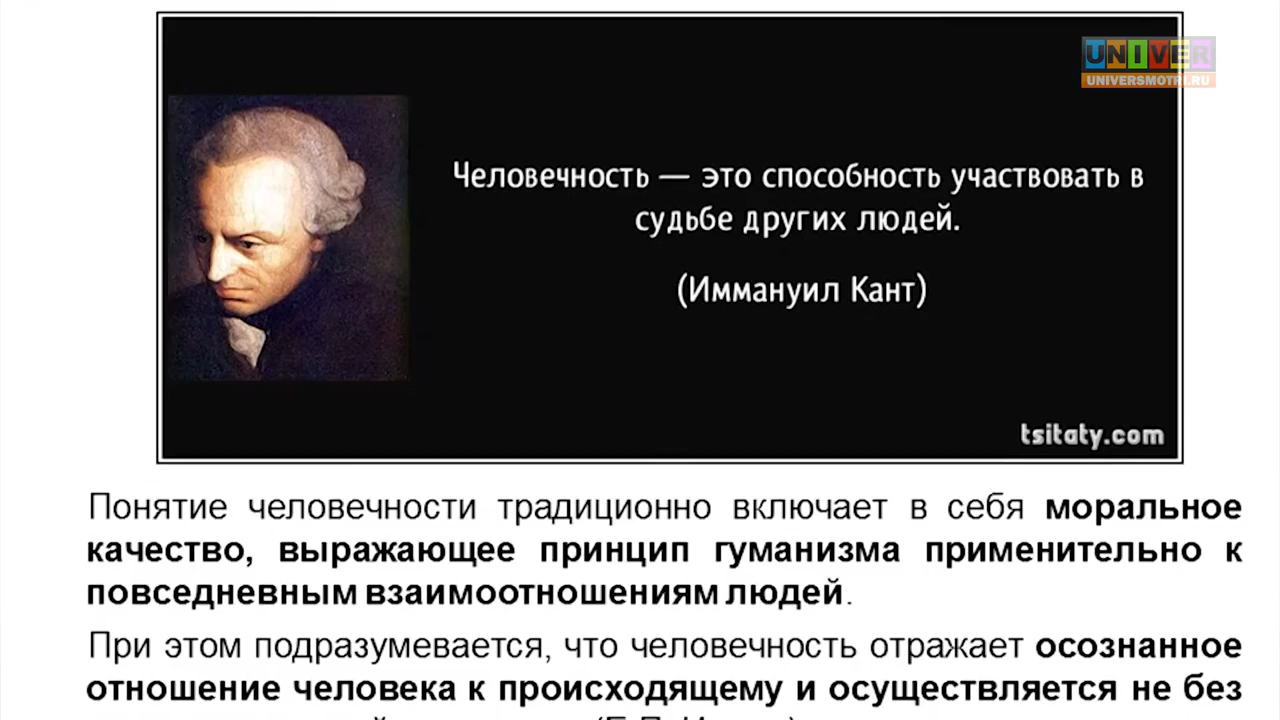 UNIVER
UNIVERSMOTRI.RU
Человечность — это способность участвовать в
судьбе других людей.
(Иммануил Кант)
tsitaty.com
Понятие человечности традиционно включает в себя моральное
качество, выражающее принцип гуманизма применительно к
повседневным взаимоотношениям людей.
При этом подразумевается, что человечность отражает осознанное
отношение человека к происходящему и осуществляется не без